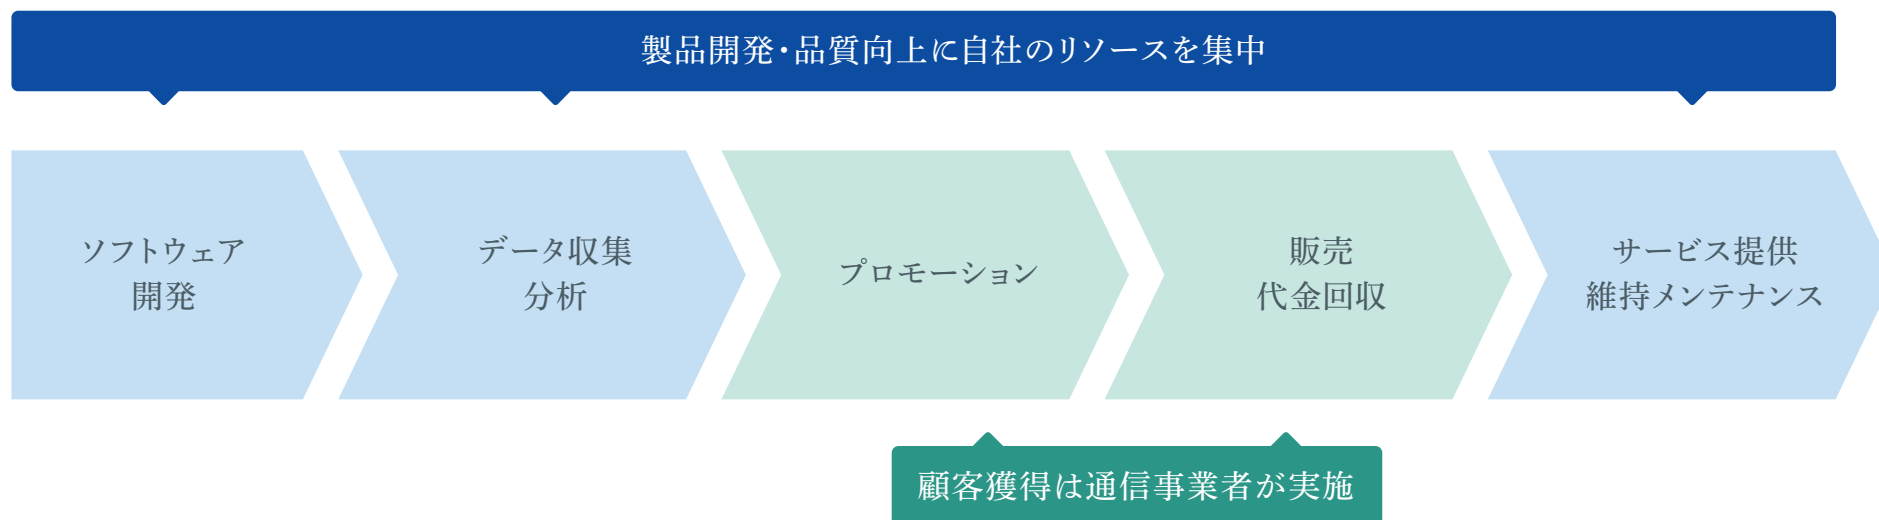 製品開発・品質向上に自社のリソースを集中
ソフトウェア
開発
データ収集
分析
プロモーション
販売
代金回収
サービス提供
維持メンテナンス
顧客獲得は通信事業者が実施